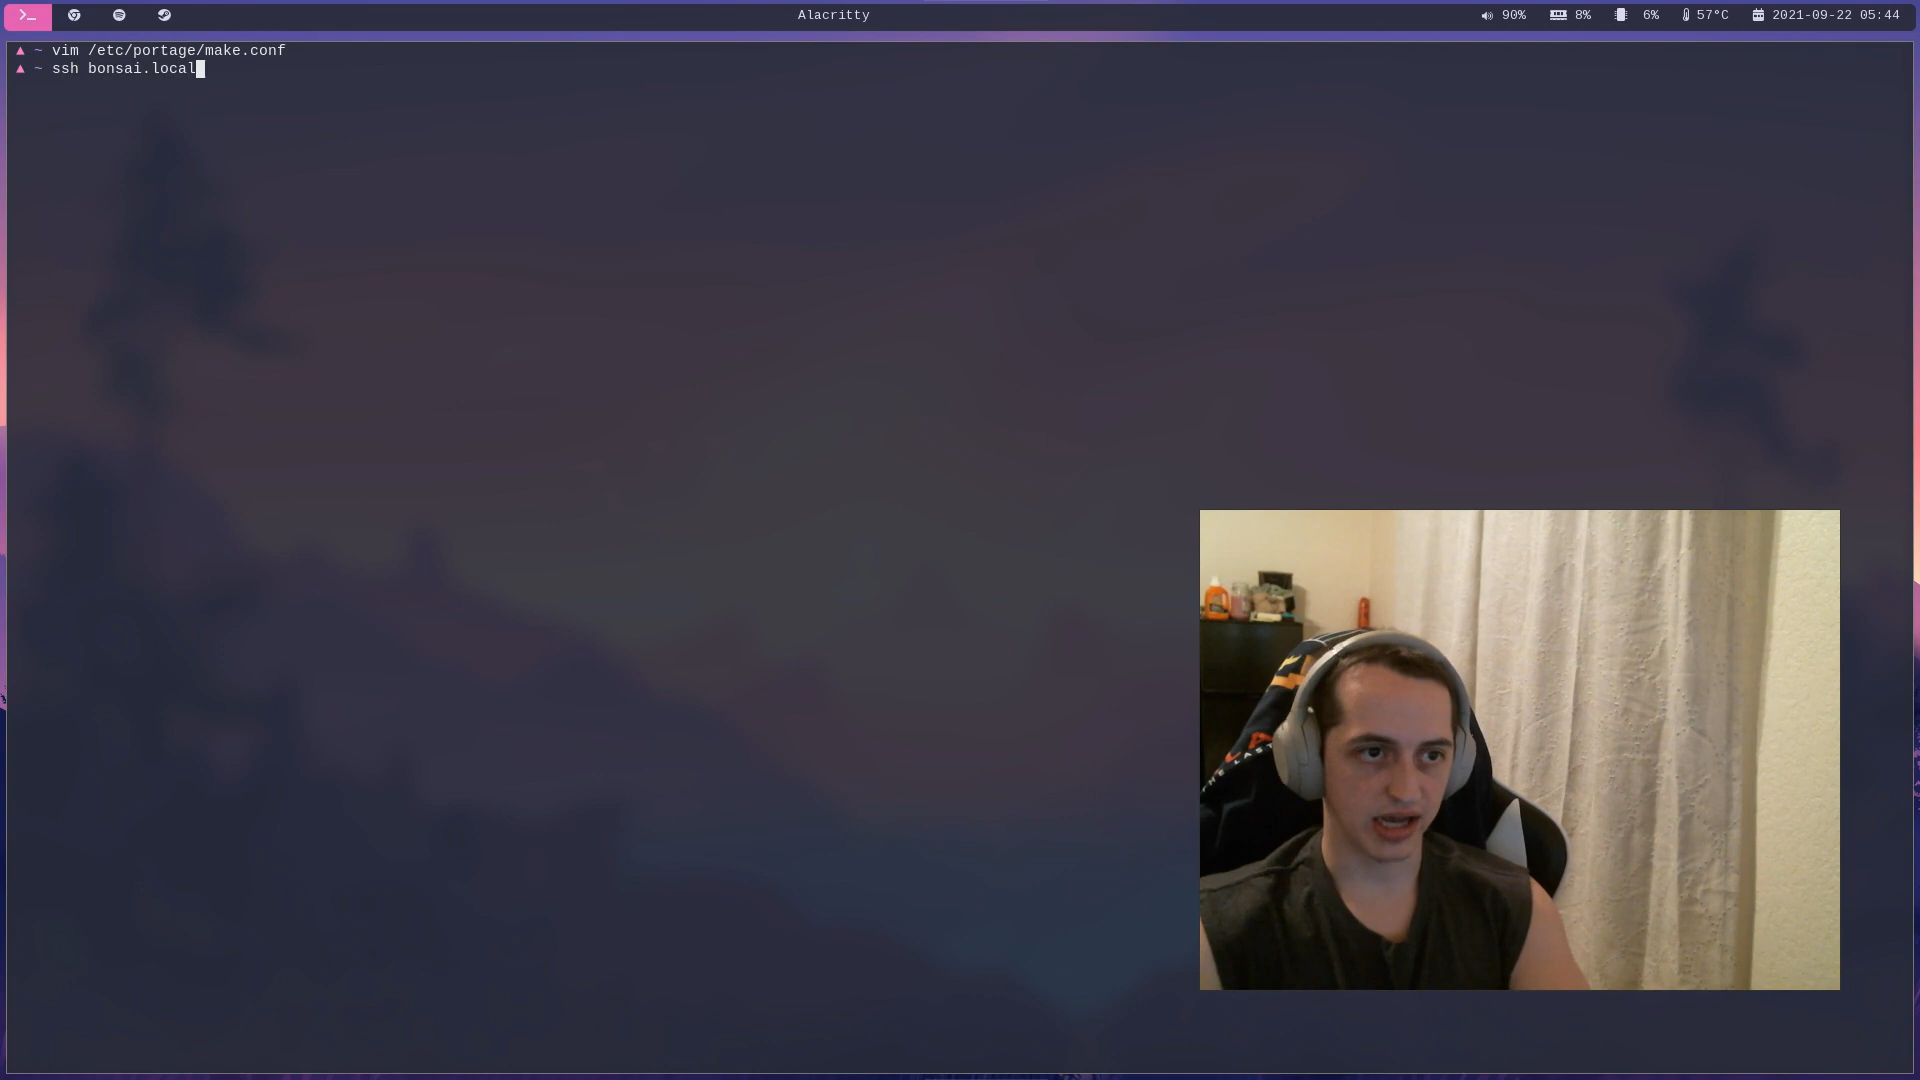 Alacritty
90% 8% 6% 57°C 2021-09-22 05:44
▲ ~ vim /etc/portage/make.conf
▲ ~ ssh bonsai.local